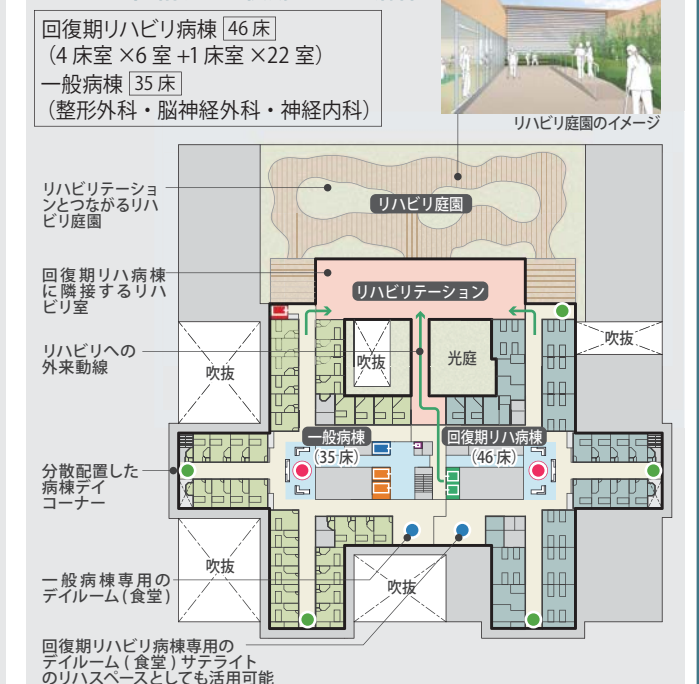 回復期リハビリ病棟 46 床
（4 床室 ×6 室 +1 床室 ×22 室）
一般病棟 35 床
（整形外科・脳神経外科・神経内科）
リハビリ庭園のイメージ
リハビリテーショ
ンとつながるリハ
ビリ庭園
リハビリ庭園
回復期リハ病棟
に隣接するリハ
ビリ室
リハビリテーション
リハビリへの
外来動線
吹抜
吹抜
光庭
吹抜
一般病棟
（35 床）
回復期リハ病棟
（46 床）
分散配置した
病棟デイ
コーナー
吹抜
吹抜
一般病棟専用の
デイルーム ( 食堂 )
回復期リハビリ病棟専用の
デイルーム ( 食堂 ) サテライト
のリハスペースとしても活用可能